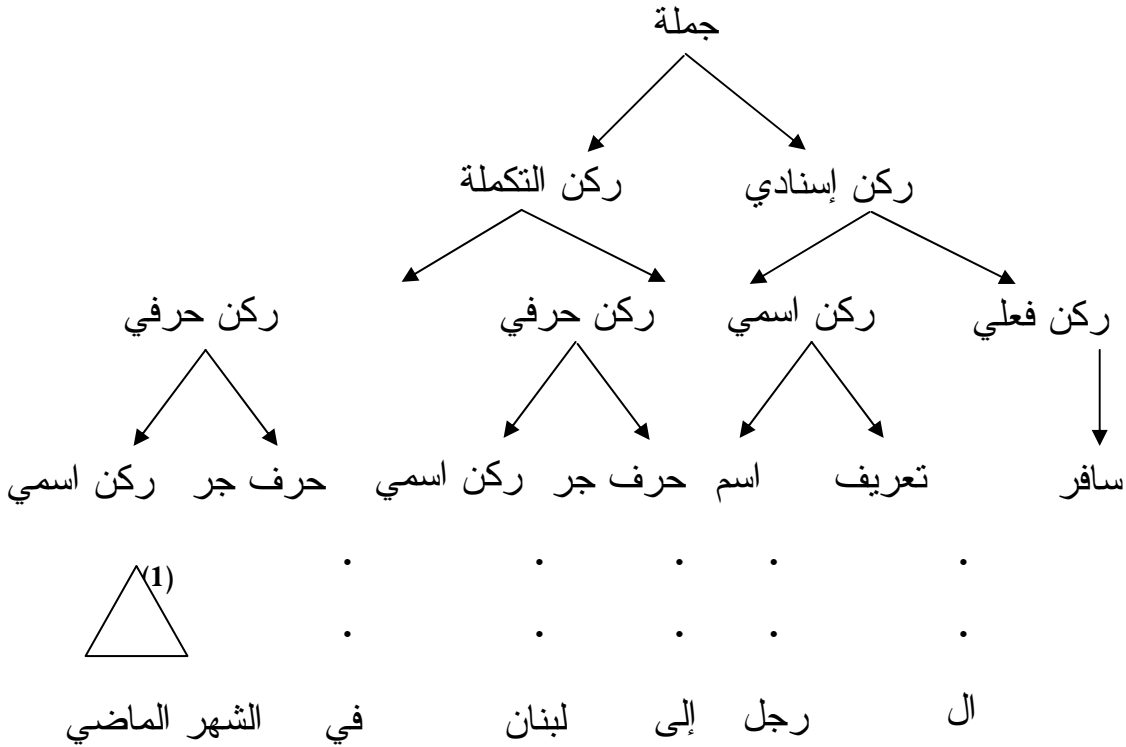 جملة
ركن إسنادي ركن التكملة
ركن فعلي ركن اسمي ركن حرفي ركن حرفي
سافر تعريف اسم حرف جر ركن اسمي حرف جر ركن اسمي
(1)
ال رجل إلى لبنان في الشهر الماضي